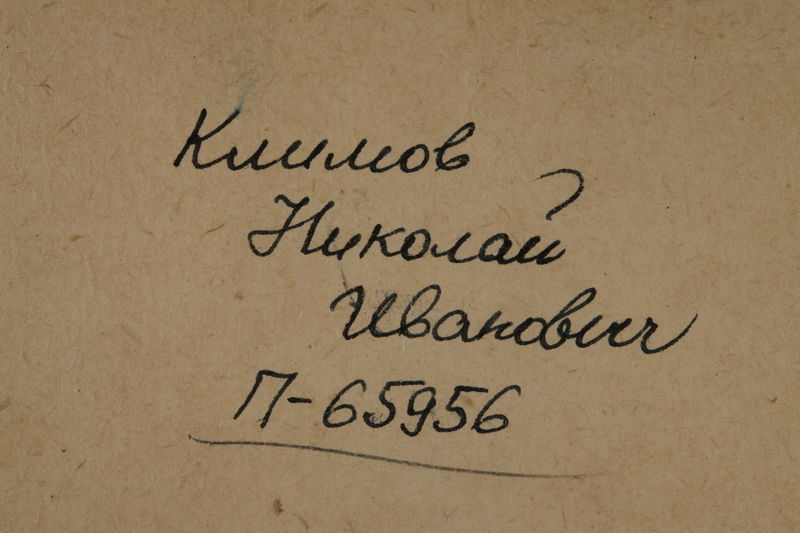 Климов
Николай
Иванович
П-65956